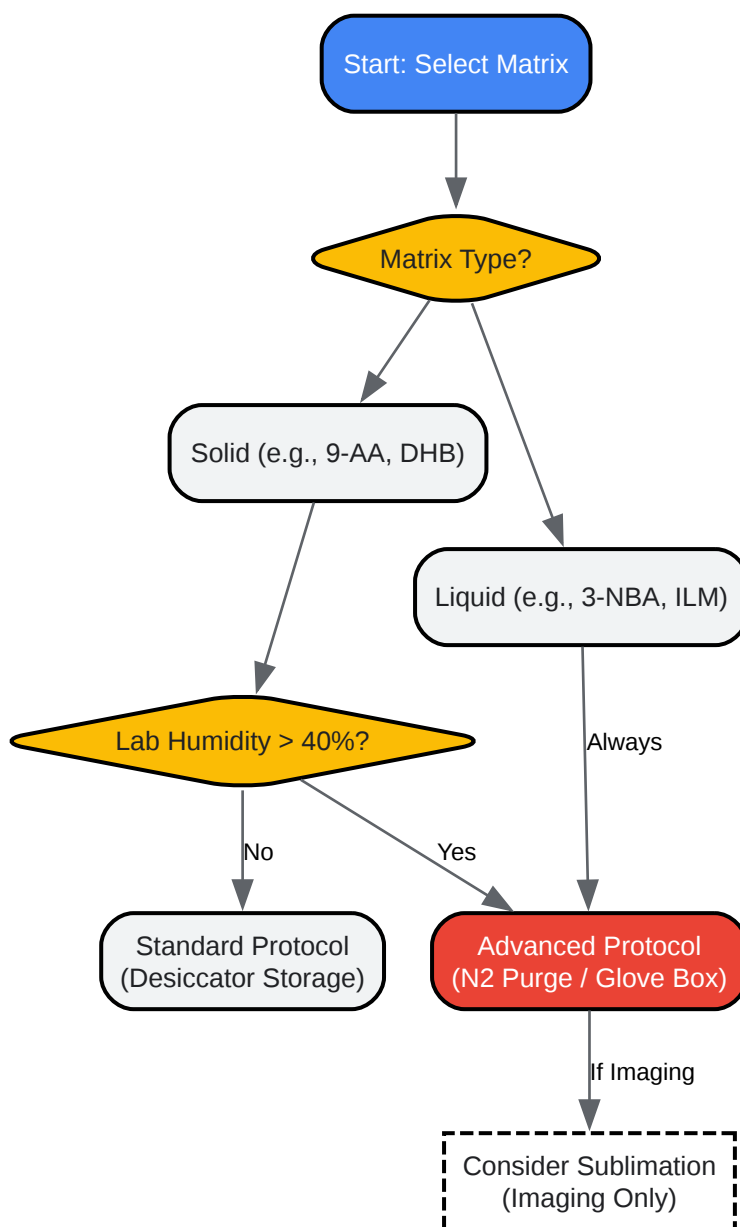 Start: Select Matrix
Matrix Type?
Solid (e.g., 9-AA, DHB)
Liquid (e.g., 3-NBA, ILM)
Lab Humidity > 40%?
Always
No
Yes
Standard Protocol
(Desiccator Storage)
Advanced Protocol
(N2 Purge / Glove Box)
If Imaging
Consider Sublimation
(Imaging Only)